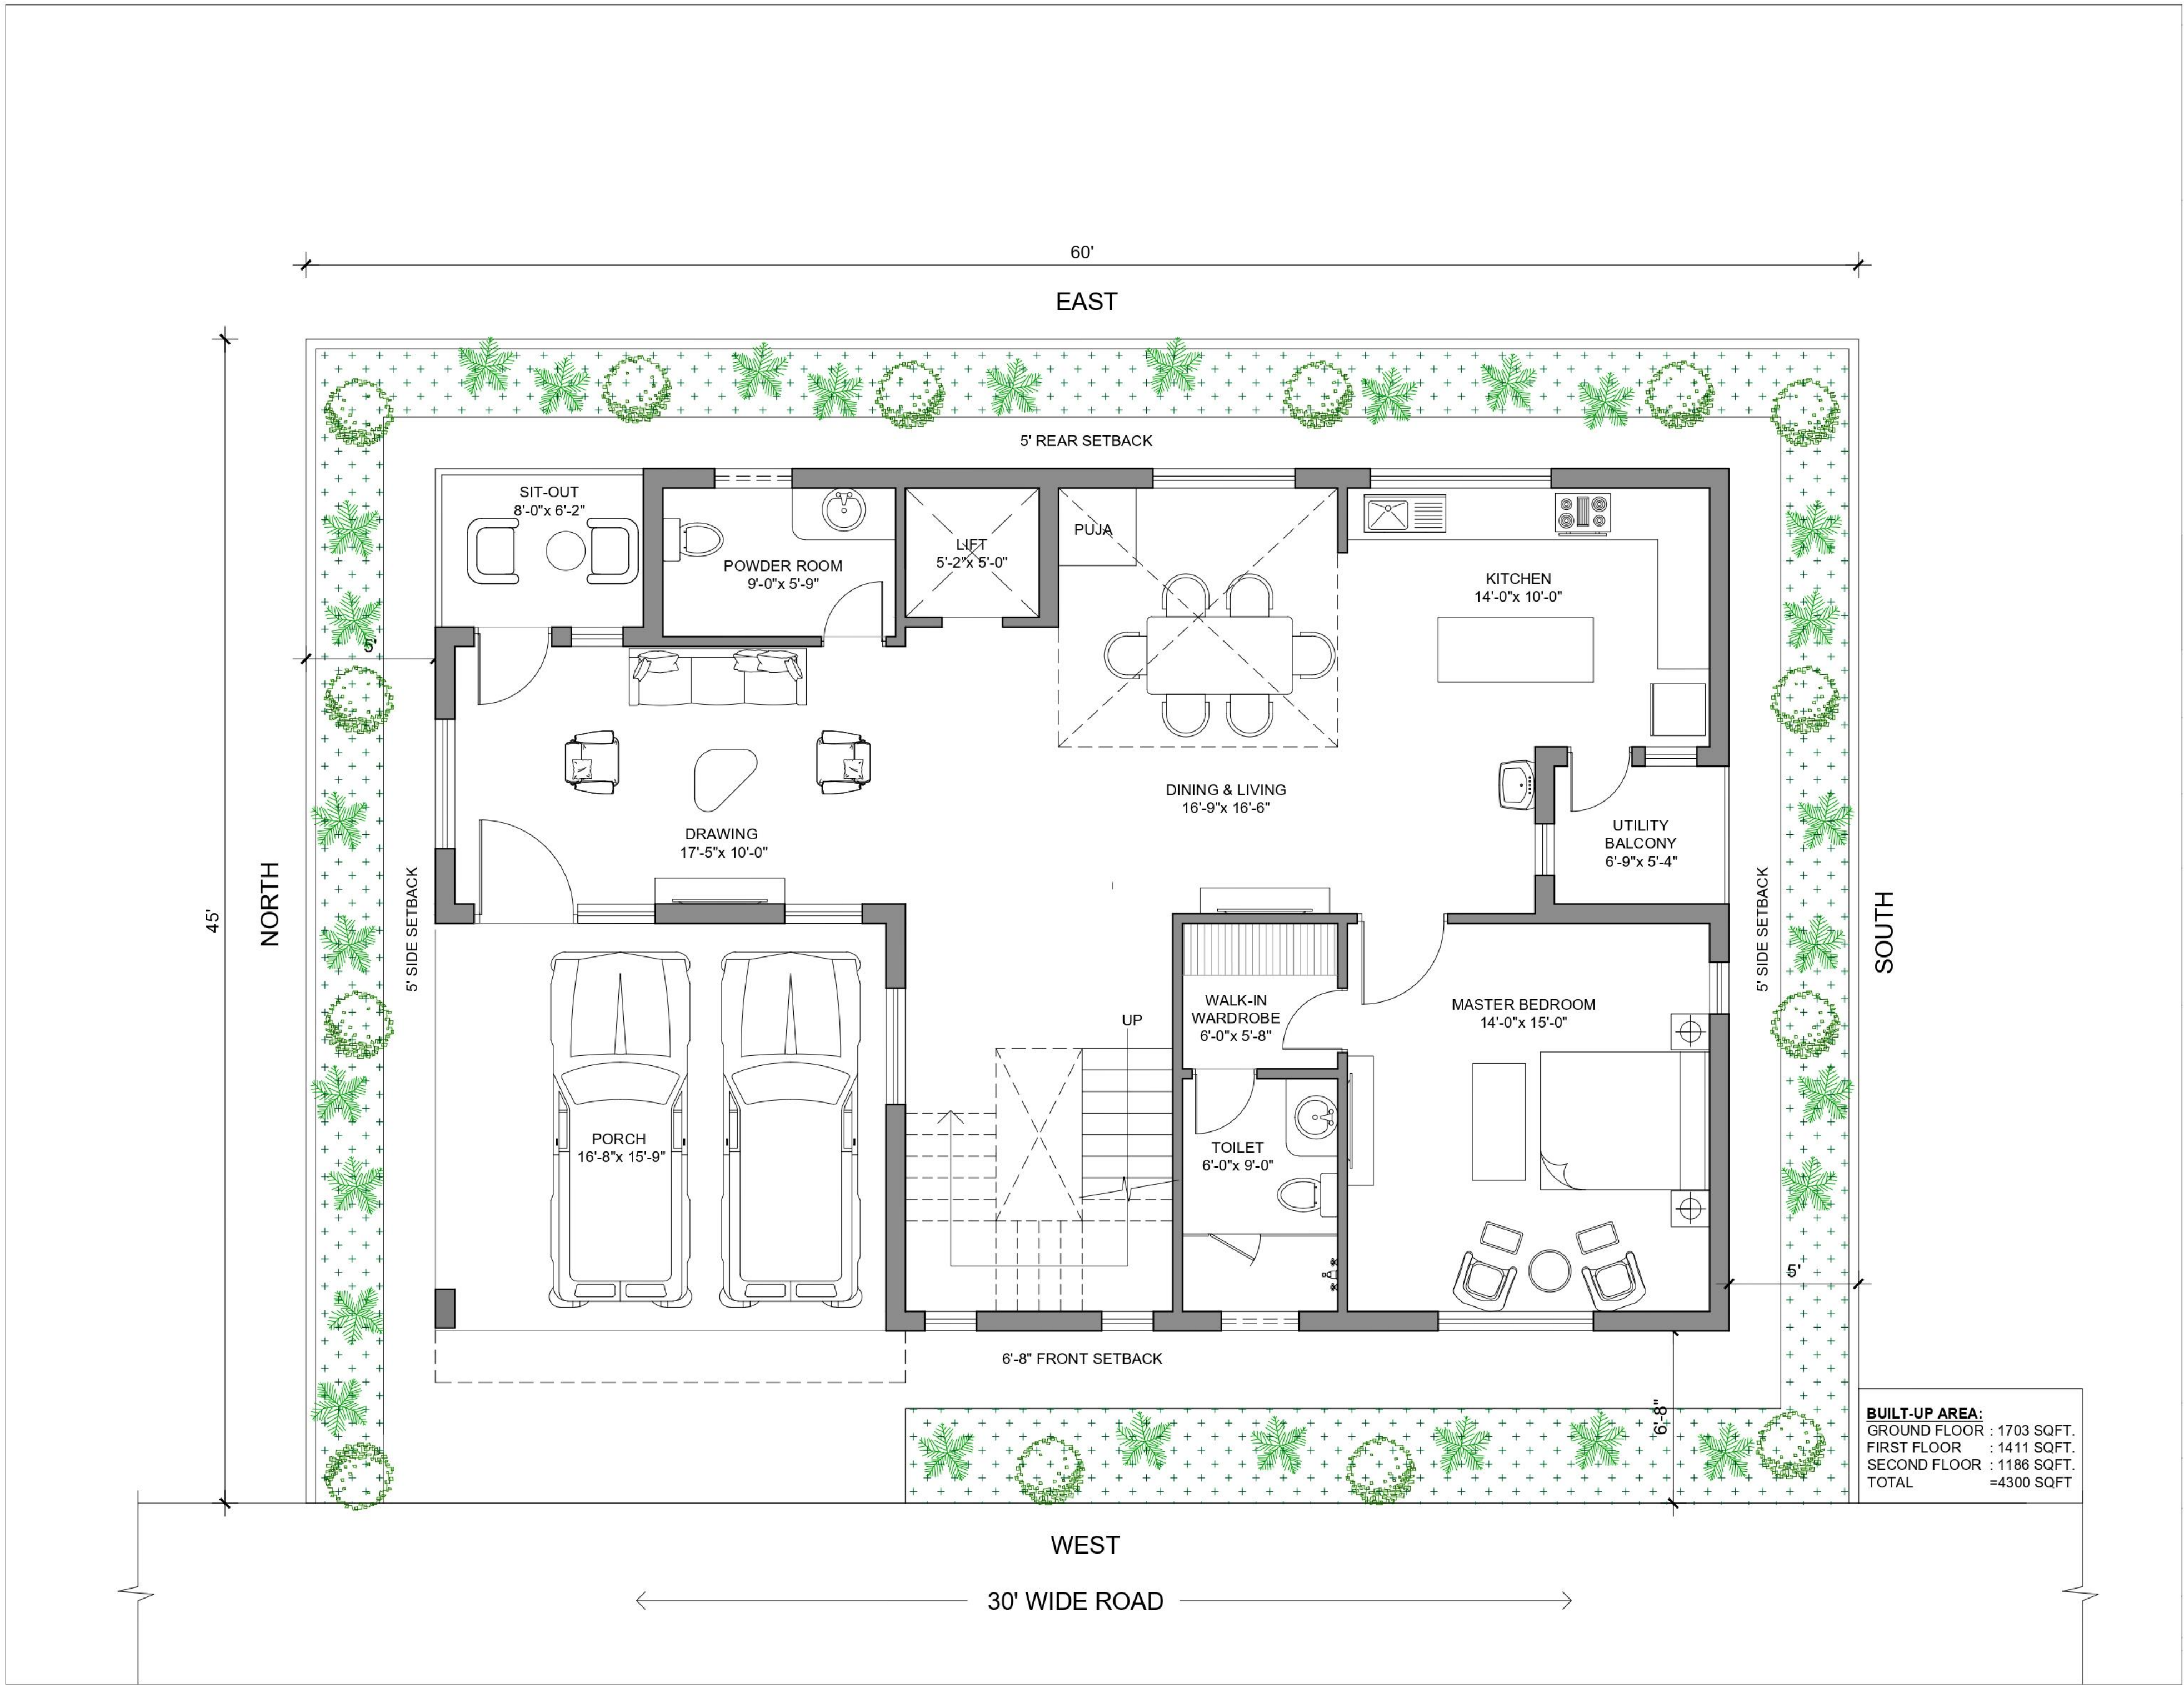 60'
EAST
5' REAR SETBACK
SIT-OUT
8'-0"x 6'-2"
POWDER ROOM
9'-0"x 5'-9"
LIFT
5'-2"x 5'-0"
PUJA
KITCHEN
14'-0"x 10'-0"
5'
DINING & LIVING
16'-9"x 16'-6"
DRAWING
17'-5"x 10'-0"
UTILITY
BALCONY
6'-9"x 5'-4"
45'
NORTH
5' SIDE SETBACK
5' SIDE SETBACK
SOUTH
UP
WALK-IN
WARDROBE
6'-0"x 5'-8"
MASTER BEDROOM
14'-0"x 15'-0"
PORCH
16'-8"x 15'-9"
TOILET
6'-0"x 9'-0"
5'
6'-8" FRONT SETBACK
6'-8"
BUILT-UP AREA:
GROUND FLOOR : 1703 SQFT.
FIRST FLOOR : 1411 SQFT.
SECOND FLOOR : 1186 SQFT.
TOTAL =4300 SQFT
WEST
30' WIDE ROAD